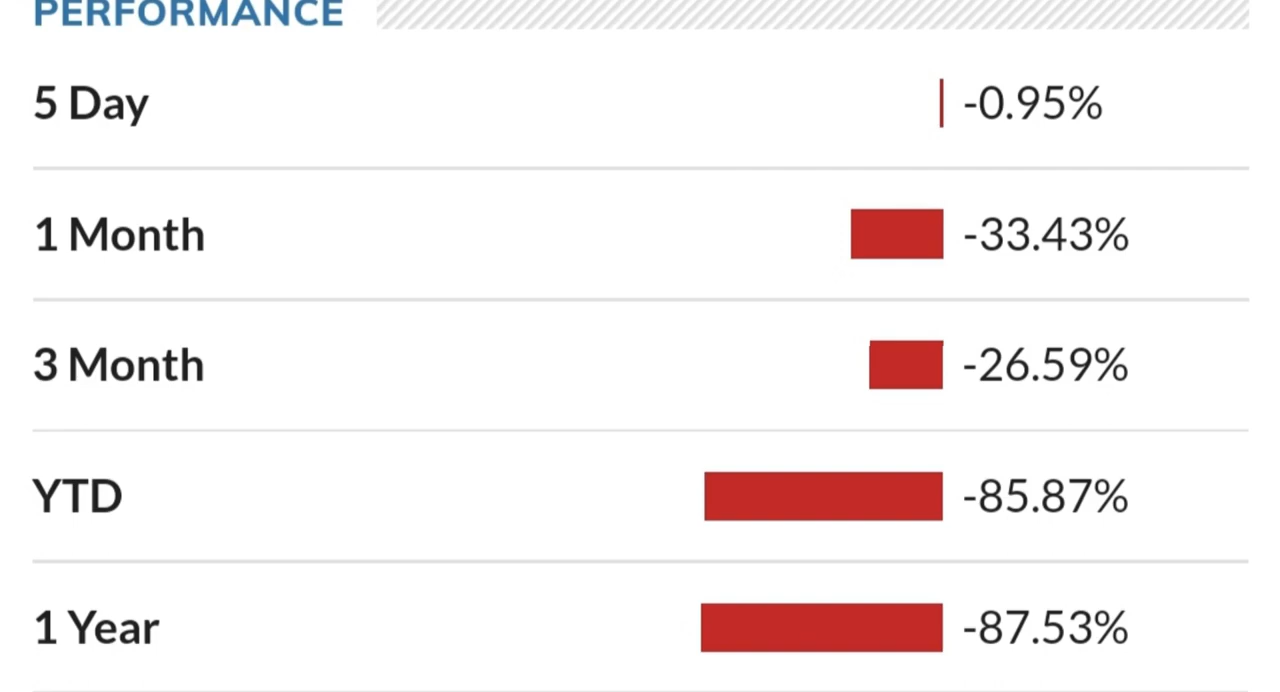 PERFORMANCE
5 Day -0.95%
1 Month -33.43%
3 Month -26.59%
YTD -85.87%
1 Year -87.53%